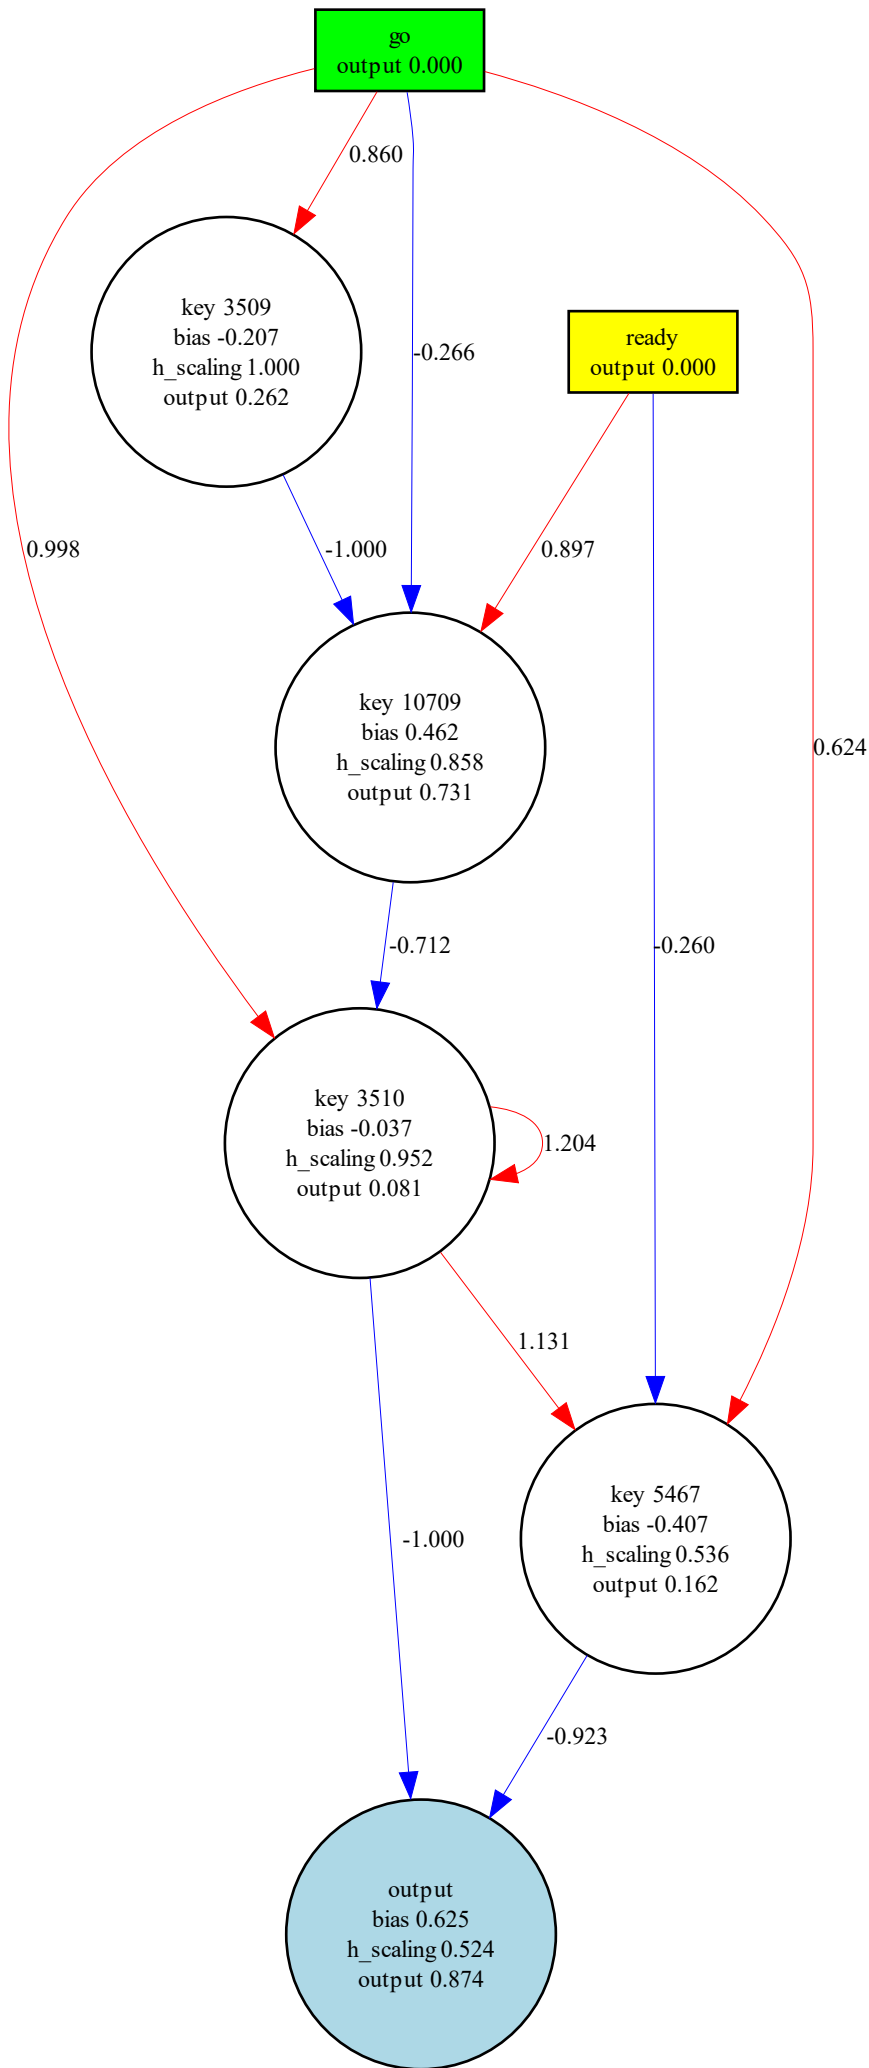 go
output 0.000
0.860
key 3509
bias -0.207
h_scaling 1.000
output 0.262
-0.266
ready
output 0.000
0.998
-1.000
0.897
key 10709
bias 0.462
h_scaling 0.858
output 0.731
0.624
-0.712
-0.260
key 3510
bias -0.037
h_scaling 0.952
output 0.081
1.204
1.131
-1.000
key 5467
bias -0.407
h_scaling 0.536
output 0.162
-0.923
output
bias 0.625
h_scaling 0.524
output 0.874